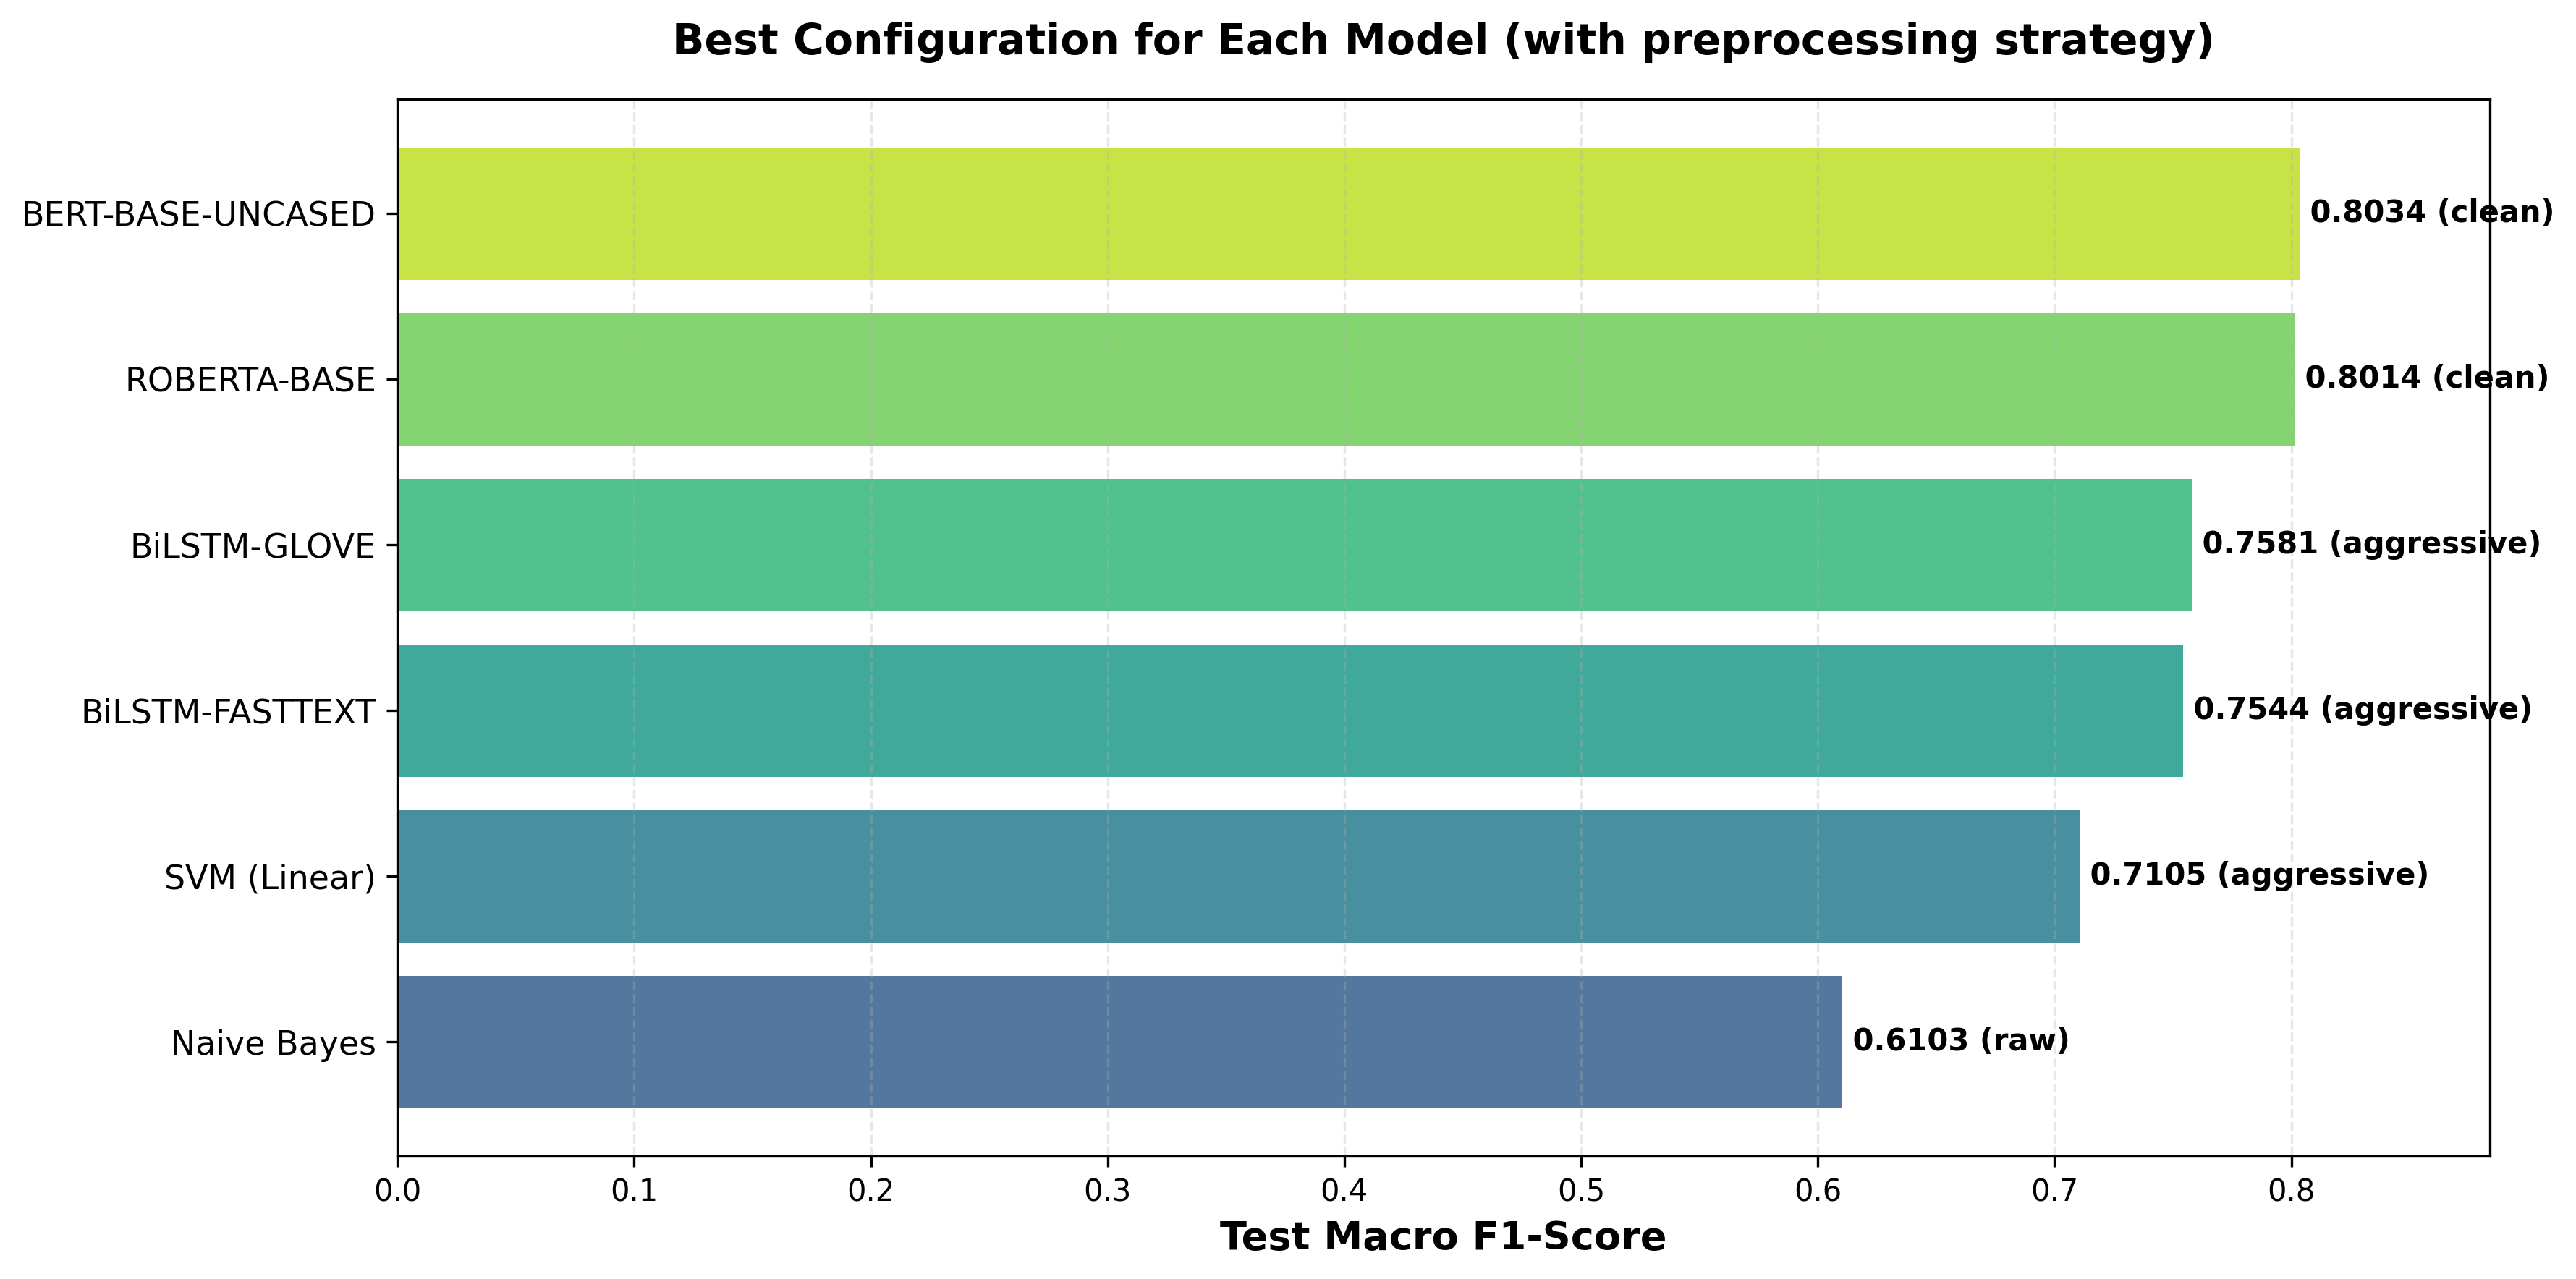 Best Configuration for Each Model (with preprocessing strategy)
BERT-BASE-UNCASED 0.8034 (clean)
ROBERTA-BASE 0.8014 (clean)
BiLSTM-GLOVE 0.7581 (aggressive)
BiLSTM-FASTTEXT 0.7544 (aggressive)
SVM (Linear) 0.7105 (aggressive)
Naive Bayes 0.6103 (raw)
0.0 0.1 0.2 0.3 0.4 0.5 0.6 0.7 0.8
Test Macro F1-Score